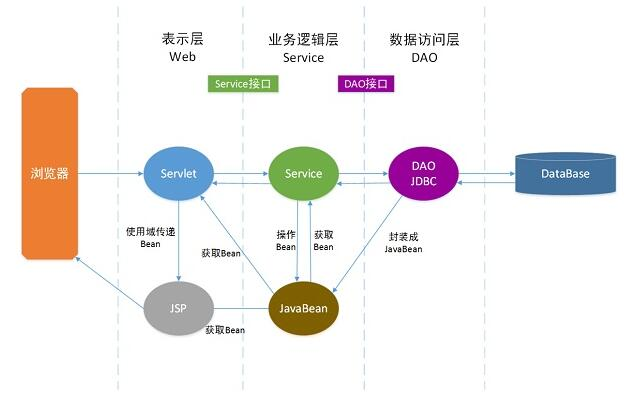 表示层
Web
业务逻辑层
Service
数据访问层
DAO
Service接口
DAO接口
浏览器
Servlet
Service
DAO
JDBC
DataBase
使用域传递
Bean
获取Bean
操作
Bean
获取
Bean
封装成
JavaBean
JSP
获取Bean
JavaBean